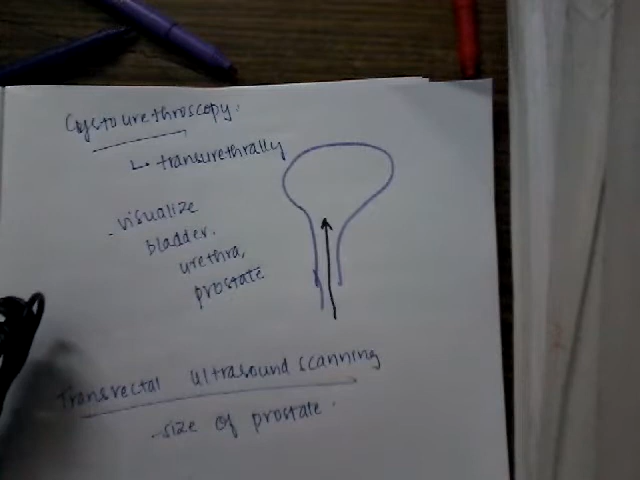 Cystourethroscopy.
↳ transurethrally
- visualize
bladder.
urethra,
prostate
Transrectal ultrasound scanning
- size of prostate.